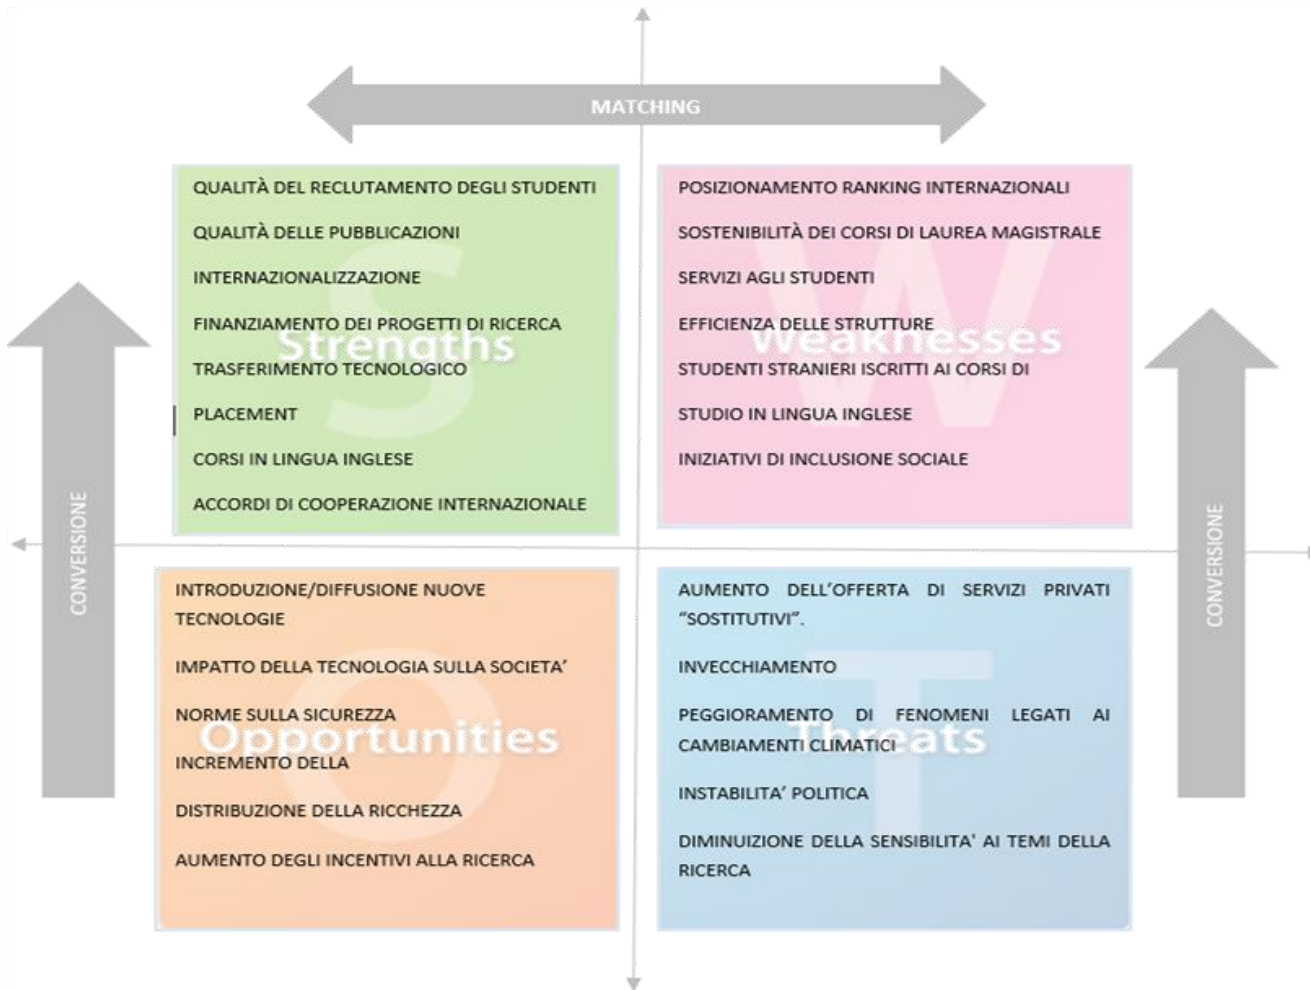 MATCHING
QUALITÀ DEL RECLUTAMENTO DEGLI STUDENTI
QUALITÀ DELLE PUBBLICAZIONI
INTERNAZIONALIZZAZIONE
FINANZIAMENTO DEI PROGETTI DI RICERCA
TRASFERIMENTO TECNOLOGICO
PLACEMENT
CORSI IN LINGUA INGLESE
ACCORDI DI COOPERAZIONE INTERNAZIONALE
S
Strengths
POSIZIONAMENTO RANKING INTERNAZIONALI
SOSTENIBILITÀ DEI CORSI DI LAUREA MAGISTRALE
SERVIZI AGLI STUDENTI
EFFICIENZA DELLE STRUTTURE
STUDENTI STRANIERI ISCRITTI AI CORSI DI
STUDIO IN LINGUA INGLESE
INIZIATIVI DI INCLUSIONE SOCIALE
W
Weaknesses
CONVERSIONE
CONVERSIONE
INTRODUZIONE/DIFFUSIONE NUOVE
TECNOLOGIE
IMPATTO DELLA TECNOLOGIA SULLA SOCIETA’
NORME SULLA SICUREZZA
INCREMENTO DELLA
DISTRIBUZIONE DELLA RICCHEZZA
AUMENTO DEGLI INCENTIVI ALLA RICERCA
O
Opportunities
AUMENTO DELL’OFFERTA DI SERVIZI PRIVATI
“SOSTITUTIVI”.
INVECCHIAMENTO
PEGGIORAMENTO DI FENOMENI LEGATI AI
CAMBIAMENTI CLIMATICI
INSTABILITA’ POLITICA
DIMINUIZIONE DELLA SENSIBILITA' AI TEMI DELLA
RICERCA
T
Threats